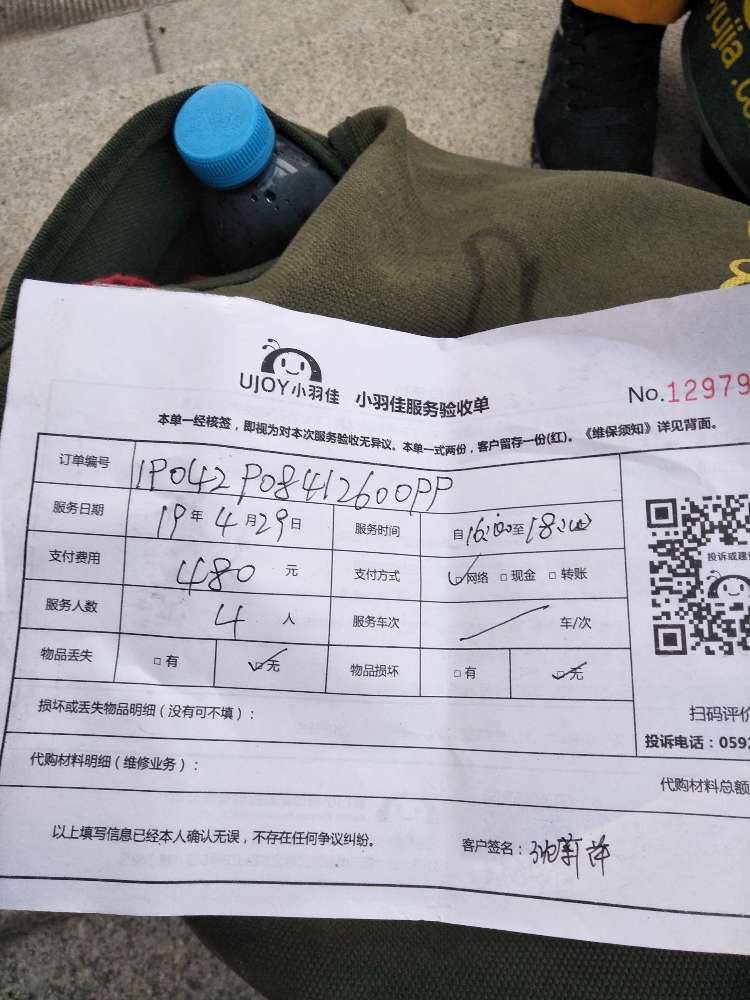 yujia.c
UJOY小羽佳 小羽佳服务验收单 No.12979
本单一经核签，即视为对本次服务验收无异议。本单一式两份，客户留存一份(红)。《维保须知》详见背面。
订单编号 1P042P08412600PP
服务日期 19年4月29日 服务时间 自16:00至18:00
支付费用 480元 支付方式 ☑网络 □现金 □转账
服务人数 4人 服务车次 / 车/次
物品丢失 □有 ☑无 物品损坏 □有 ☑无
投诉或建
扫码评价
投诉电话：0592
损坏或丢失物品明细（没有可不填）：
代购材料明细（维修业务）：
代购材料总额
以上填写信息已经本人确认无误，不存在任何争议纠纷。 客户签名：